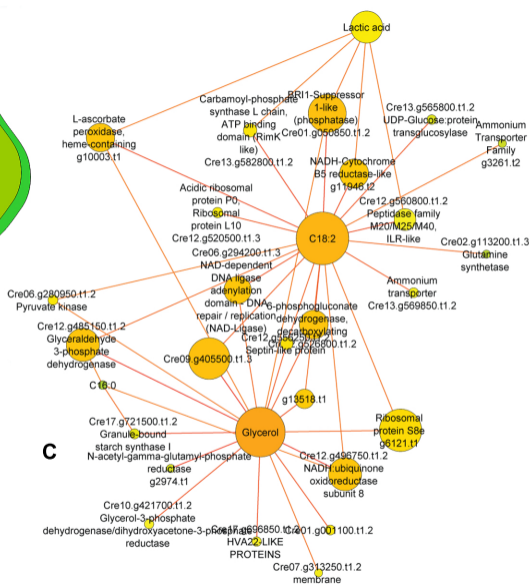 Lactic acid
BRI1-Suppressor
1-like
(phosphatase)
Cre01.g050850.t1.2
Carbamoyl-phosphate
synthase L chain,
ATP binding
domain (RimK
like)
Cre13.g582800.t1.2
Cre13.g565800.t1.2
UDP-Glucose:protein
transglucosylase
Ammonium
Transporter
Family
g3261.t2
L-ascorbate
peroxidase,
heme-containing
g10003.t1
NADH-Cytochrome
B5 reductase-like
g11946.t2
Acidic ribosomal
protein P0,
Ribosomal
protein L10
Cre12.g520500.t1.3
Cre12.g560800.t1.2
Peptidase family
M20/M25/M40,
ILR-like
C18:2
Cre02.g113200.t1.3
Glutamine
synthetase
Cre06.g294200.t1.3
NAD-dependent
DNA ligase
adenylation
domain - DNA
repair / replication
(NAD-Ligase)
Ammonium
transporter
Cre13.g569850.t1.2
Cre06.g280950.t1.2
Pyruvate kinase
6-phosphogluconate
dehydrogenase,
decarboxylating
Septin-like protein
Cre12.g485150.t1.2
Glyceraldehyde
3-phosphate
dehydrogenase
Cre09.g405500.t1.3
C16:0
g13518.t1
Cre17.g721500.t1.2
Granule-bound
starch synthase I
Glycerol
Ribosomal
protein S8e
g6121.t1
C
N-acetyl-gamma-glutamyl-phosphate
reductase
g2974.t1
Cre12.g496750.t1.2
NADH:ubiquinone
oxidoreductase
subunit 8
Cre10.g421700.t1.2
Glycerol-3-phosphate
dehydrogenase/dihydroxyacetone-3-phosphate
reductase
HVA22-LIKE
PROTEINS
Cre01.g001100.t1.2
Cre07.g313250.t1.2
membrane